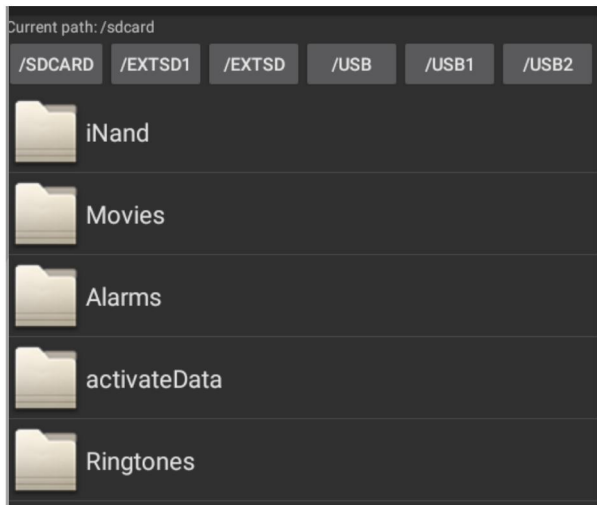 Current path: /sdcard
/SDCARD /EXTSD1 /EXTSD /USB /USB1 /USB2
iNand
Movies
Alarms
activateData
Ringtones